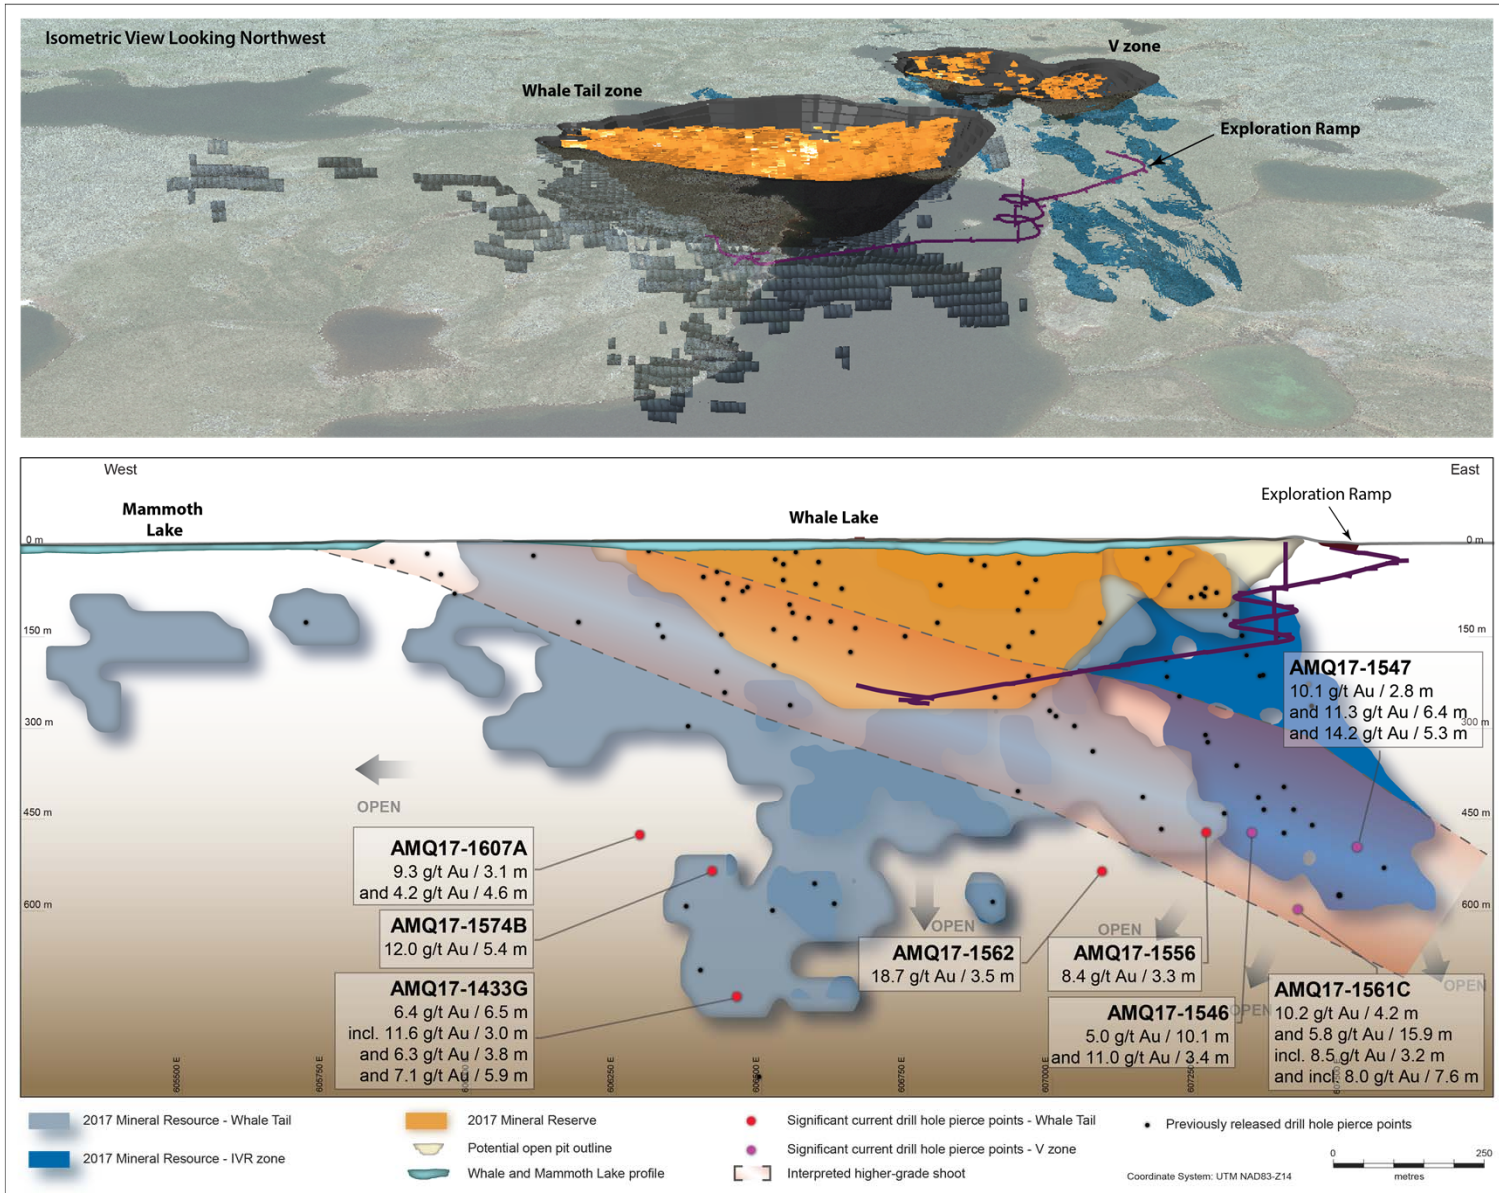 Isometric View Looking Northwest
V zone
Whale Tail zone
Exploration Ramp
West
East
Mammoth
Lake
Whale Lake
Exploration Ramp
0 m
0 m
150 m
150 m
AMQ17-1547
10.1 g/t Au / 2.8 m
and 11.3 g/t Au / 6.4 m
and 14.2 g/t Au / 5.3 m
300 m
300 m
OPEN
450 m
450 m
AMQ17-1607A
9.3 g/t Au / 3.1 m
and 4.2 g/t Au / 4.6 m
600 m
600 m
AMQ17-1574B
12.0 g/t Au / 5.4 m
OPEN
AMQ17-1562
18.7 g/t Au / 3.5 m
OPEN
AMQ17-1556
8.4 g/t Au / 3.3 m
AMQ17-1433G
6.4 g/t Au / 6.5 m
incl. 11.6 g/t Au / 3.0 m
and 6.3 g/t Au / 3.8 m
and 7.1 g/t Au / 5.9 m
AMQ17-1546
5.0 g/t Au / 10.1 m
and 11.0 g/t Au / 3.4 m
OPEN
OPEN
AMQ17-1561C
10.2 g/t Au / 4.2 m
and 5.8 g/t Au / 15.9 m
incl. 8.5 g/t Au / 3.2 m
and incl. 8.0 g/t Au / 7.6 m
605500 E
605750 E
606250 E
606750 E
607000 E
2017 Mineral Resource - Whale Tail
2017 Mineral Reserve
Significant current drill hole pierce points - Whale Tail
Previously released drill hole pierce points
Potential open pit outline
Significant current drill hole pierce points - V zone
2017 Mineral Resource - IVR zone
Whale and Mammoth Lake profile
Interpreted higher-grade shoot
Coordinate System: UTM NAD83-Z14
0
250
metres